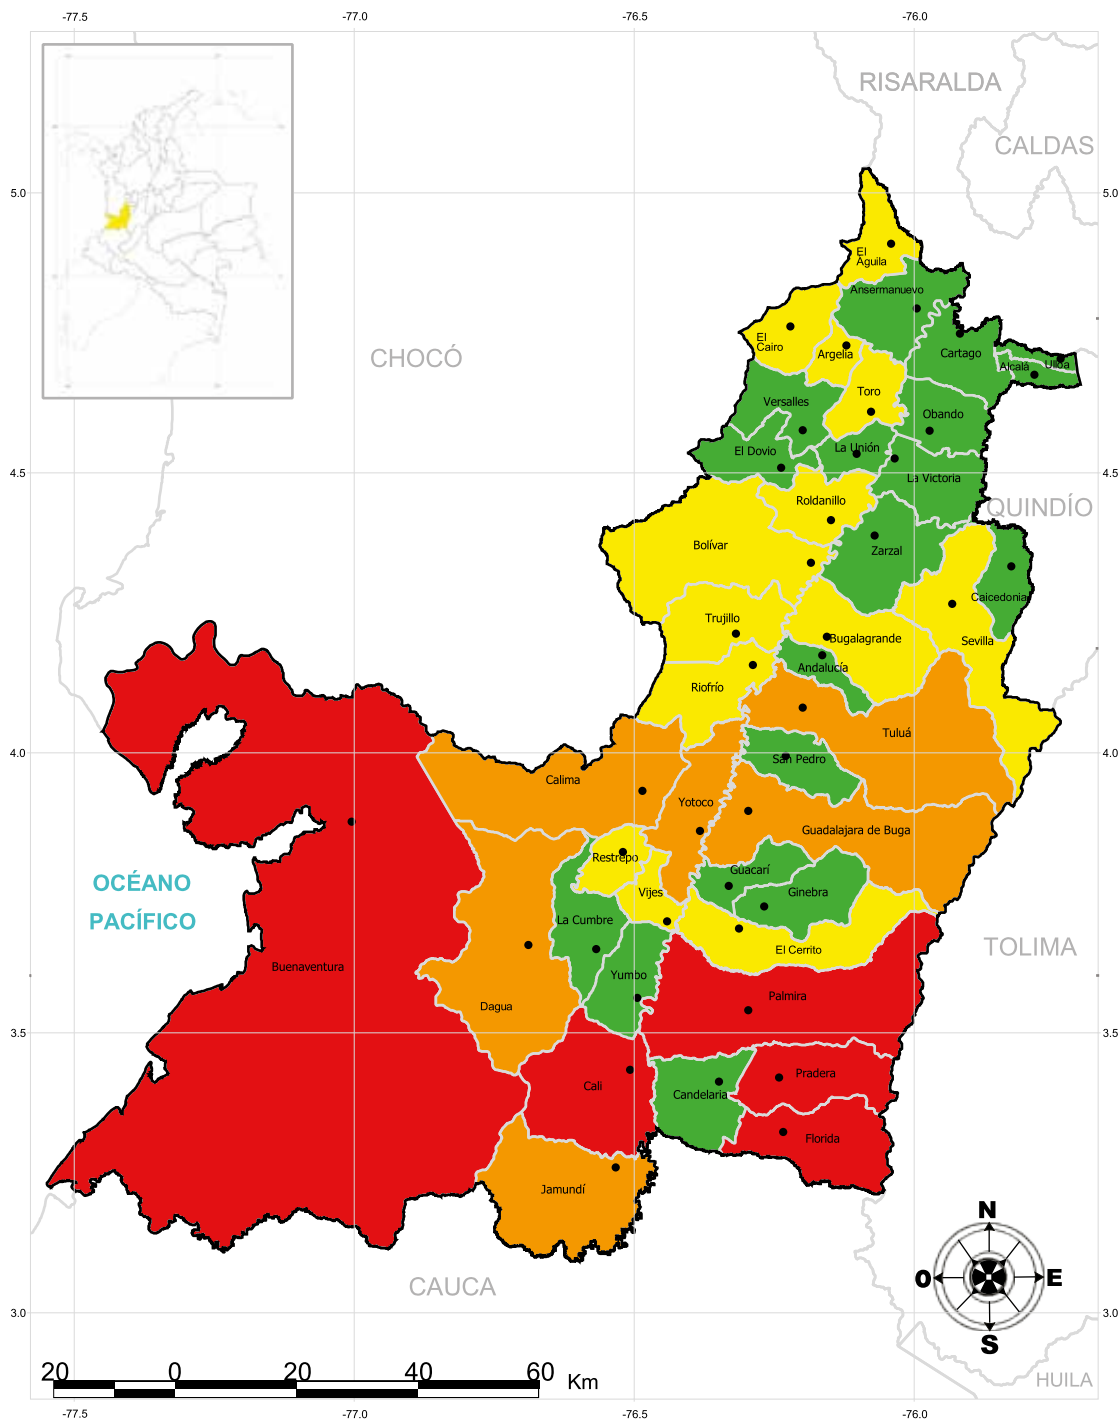 -77.5
-77.0
-76.5
-76.0
RISARALDA
CALDAS
5.0
5.0
El
Águila
Ansermanuevo
El
Cairo
Argelia
Cartago
CHOCÓ
Alcalá
Ulloa
Toro
Versalles
Obando
El Dovio
La Unión
4.5
4.5
La Victoria
Roldanillo
QUINDÍO
Bolívar
Zarzal
Caicedonia
Trujillo
Bugalagrande
Sevilla
Andalucía
Riofrío
Tuluá
4.0
4.0
San Pedro
Calima
Yotoco
Guadalajara de Buga
Restrepo
Guacarí
OCÉANO
PACÍFICO
Vijes
Ginebra
La Cumbre
El Cerrito
TOLIMA
Buenaventura
Yumbo
Palmira
Dagua
3.5
3.5
Cali
Pradera
Candelaria
Florida
Jamundí
N
O
E
S
CAUCA
3.0
3.0
20
0
20
40
60
Km
HUILA
-77.5
-77.0
-76.5
-76.0